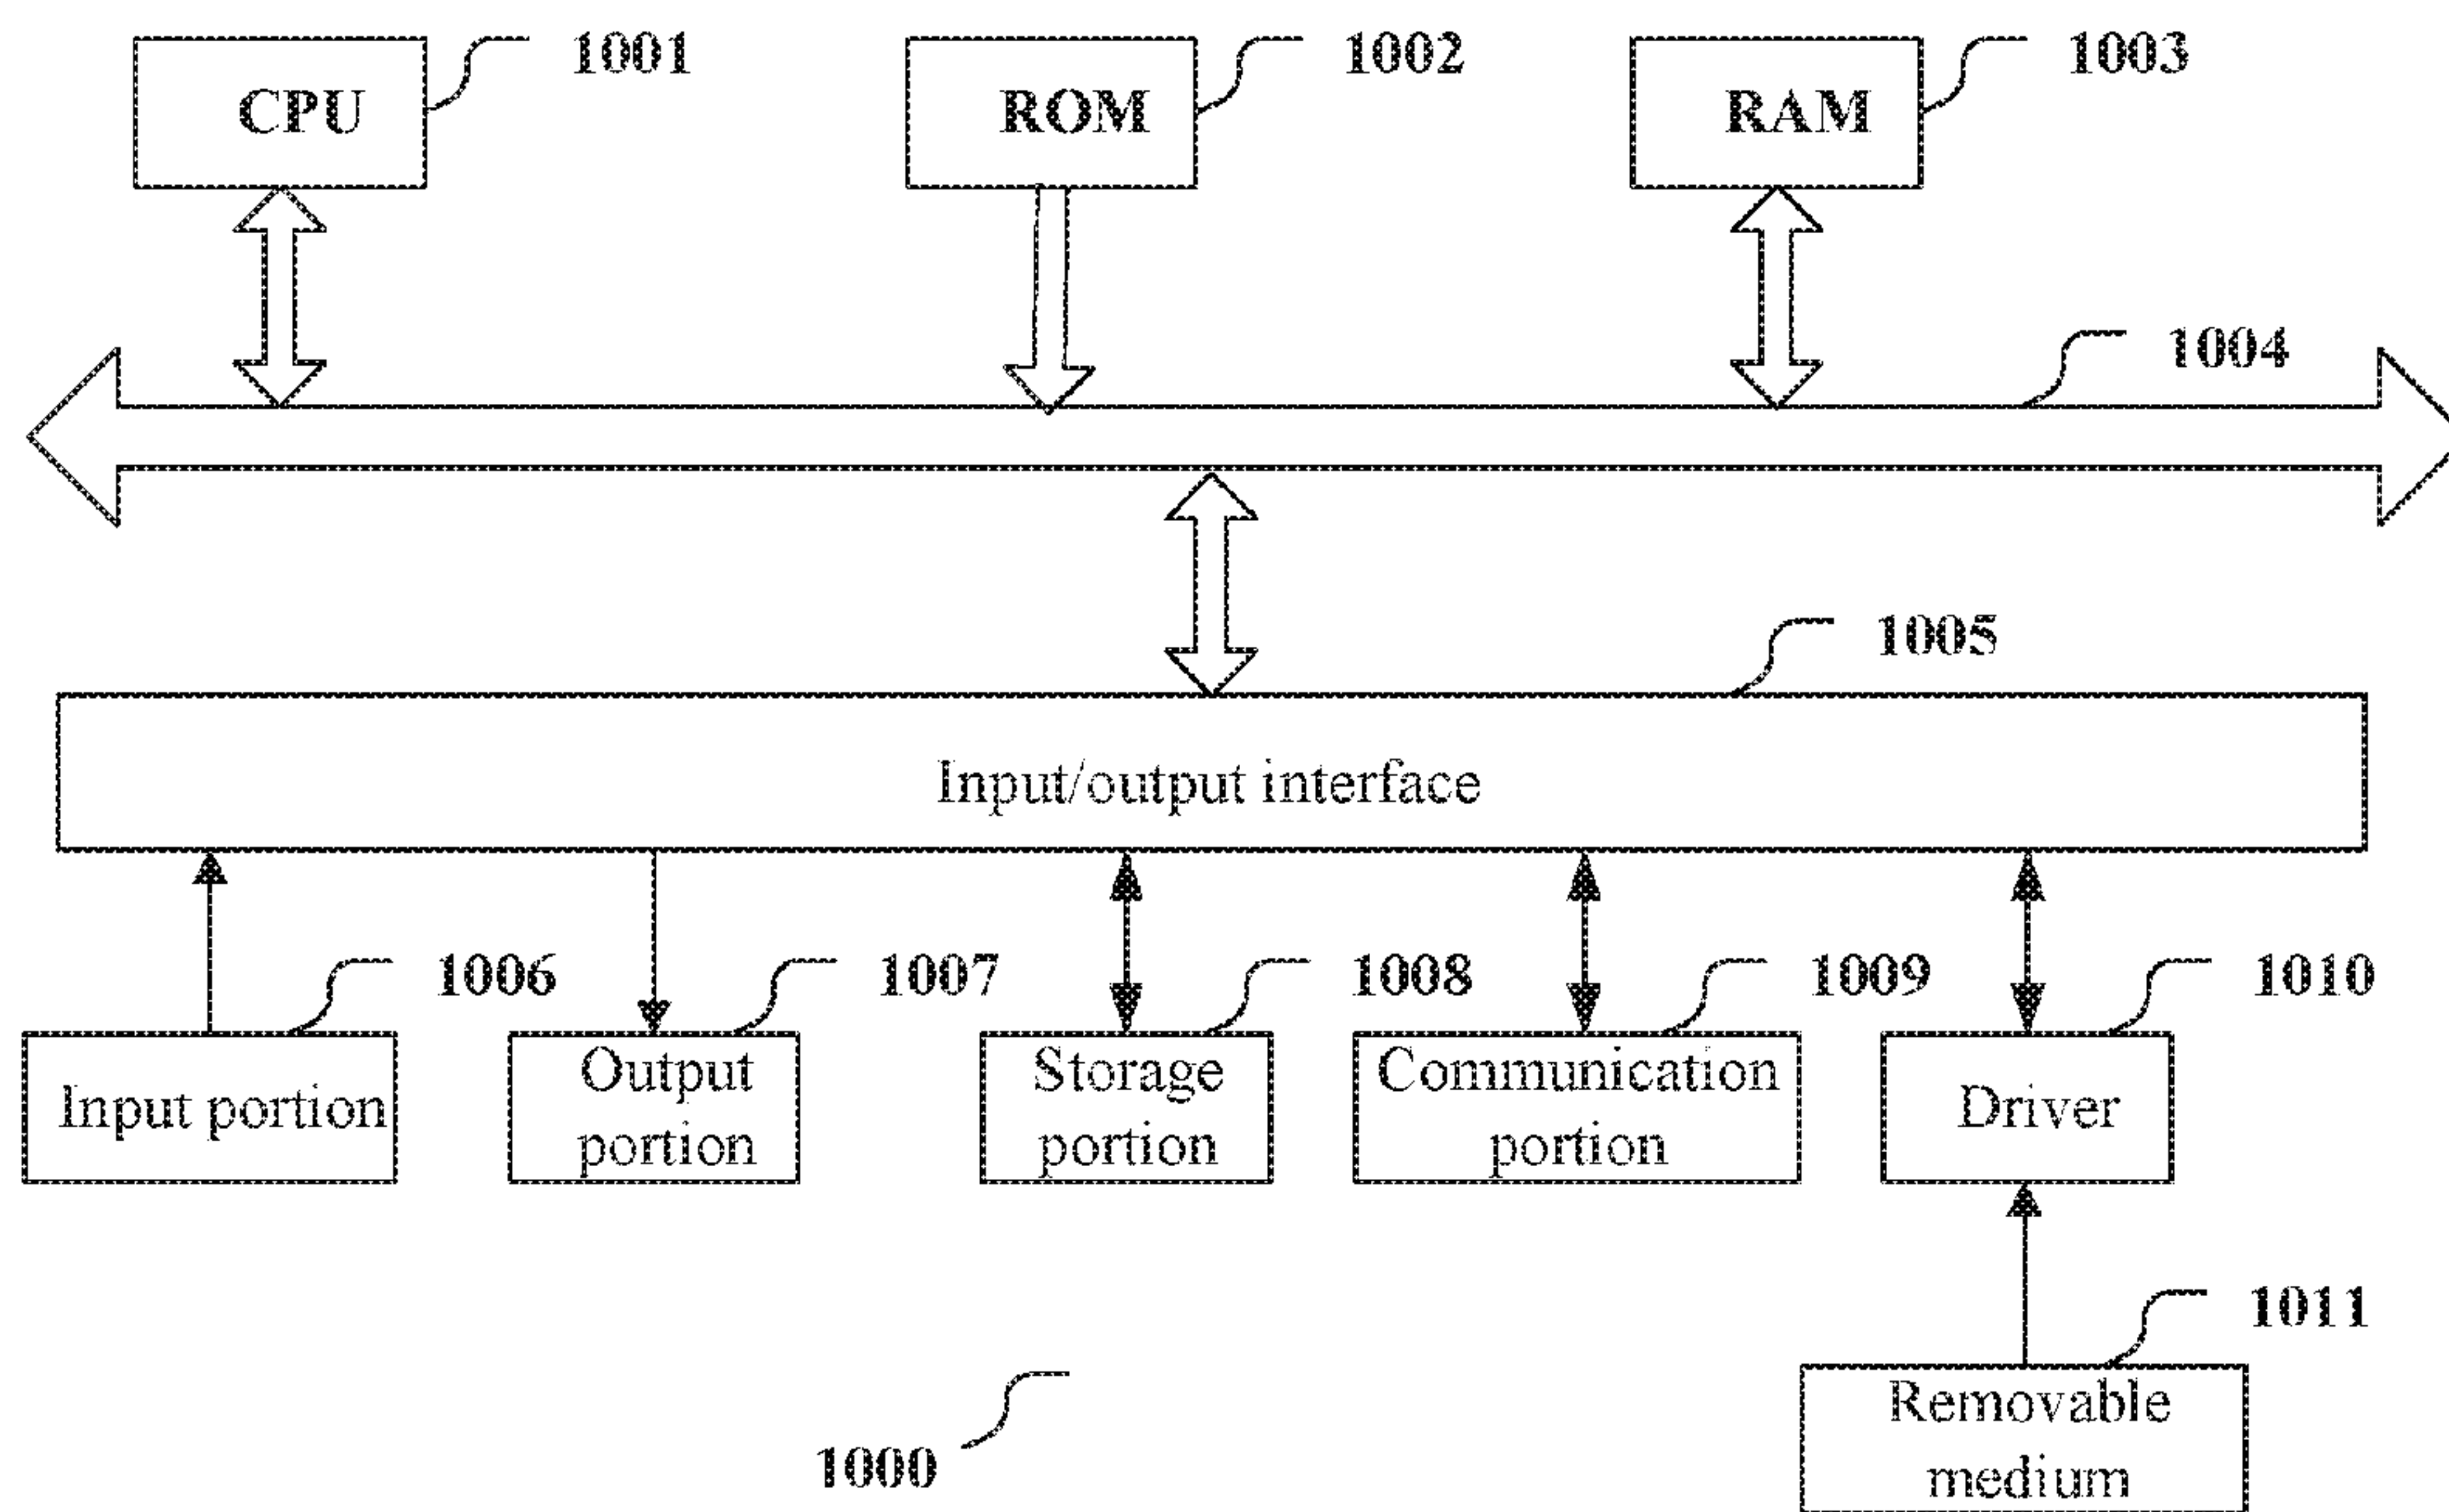 1001
1002
1003
CPU
ROM
RAM
1004
1005
Input/output interface
1006
1007
1008
1009
1010
Input portion
Output
portion
Storage
portion
Communication
portion
Driver
1011
Removable
medium
1000